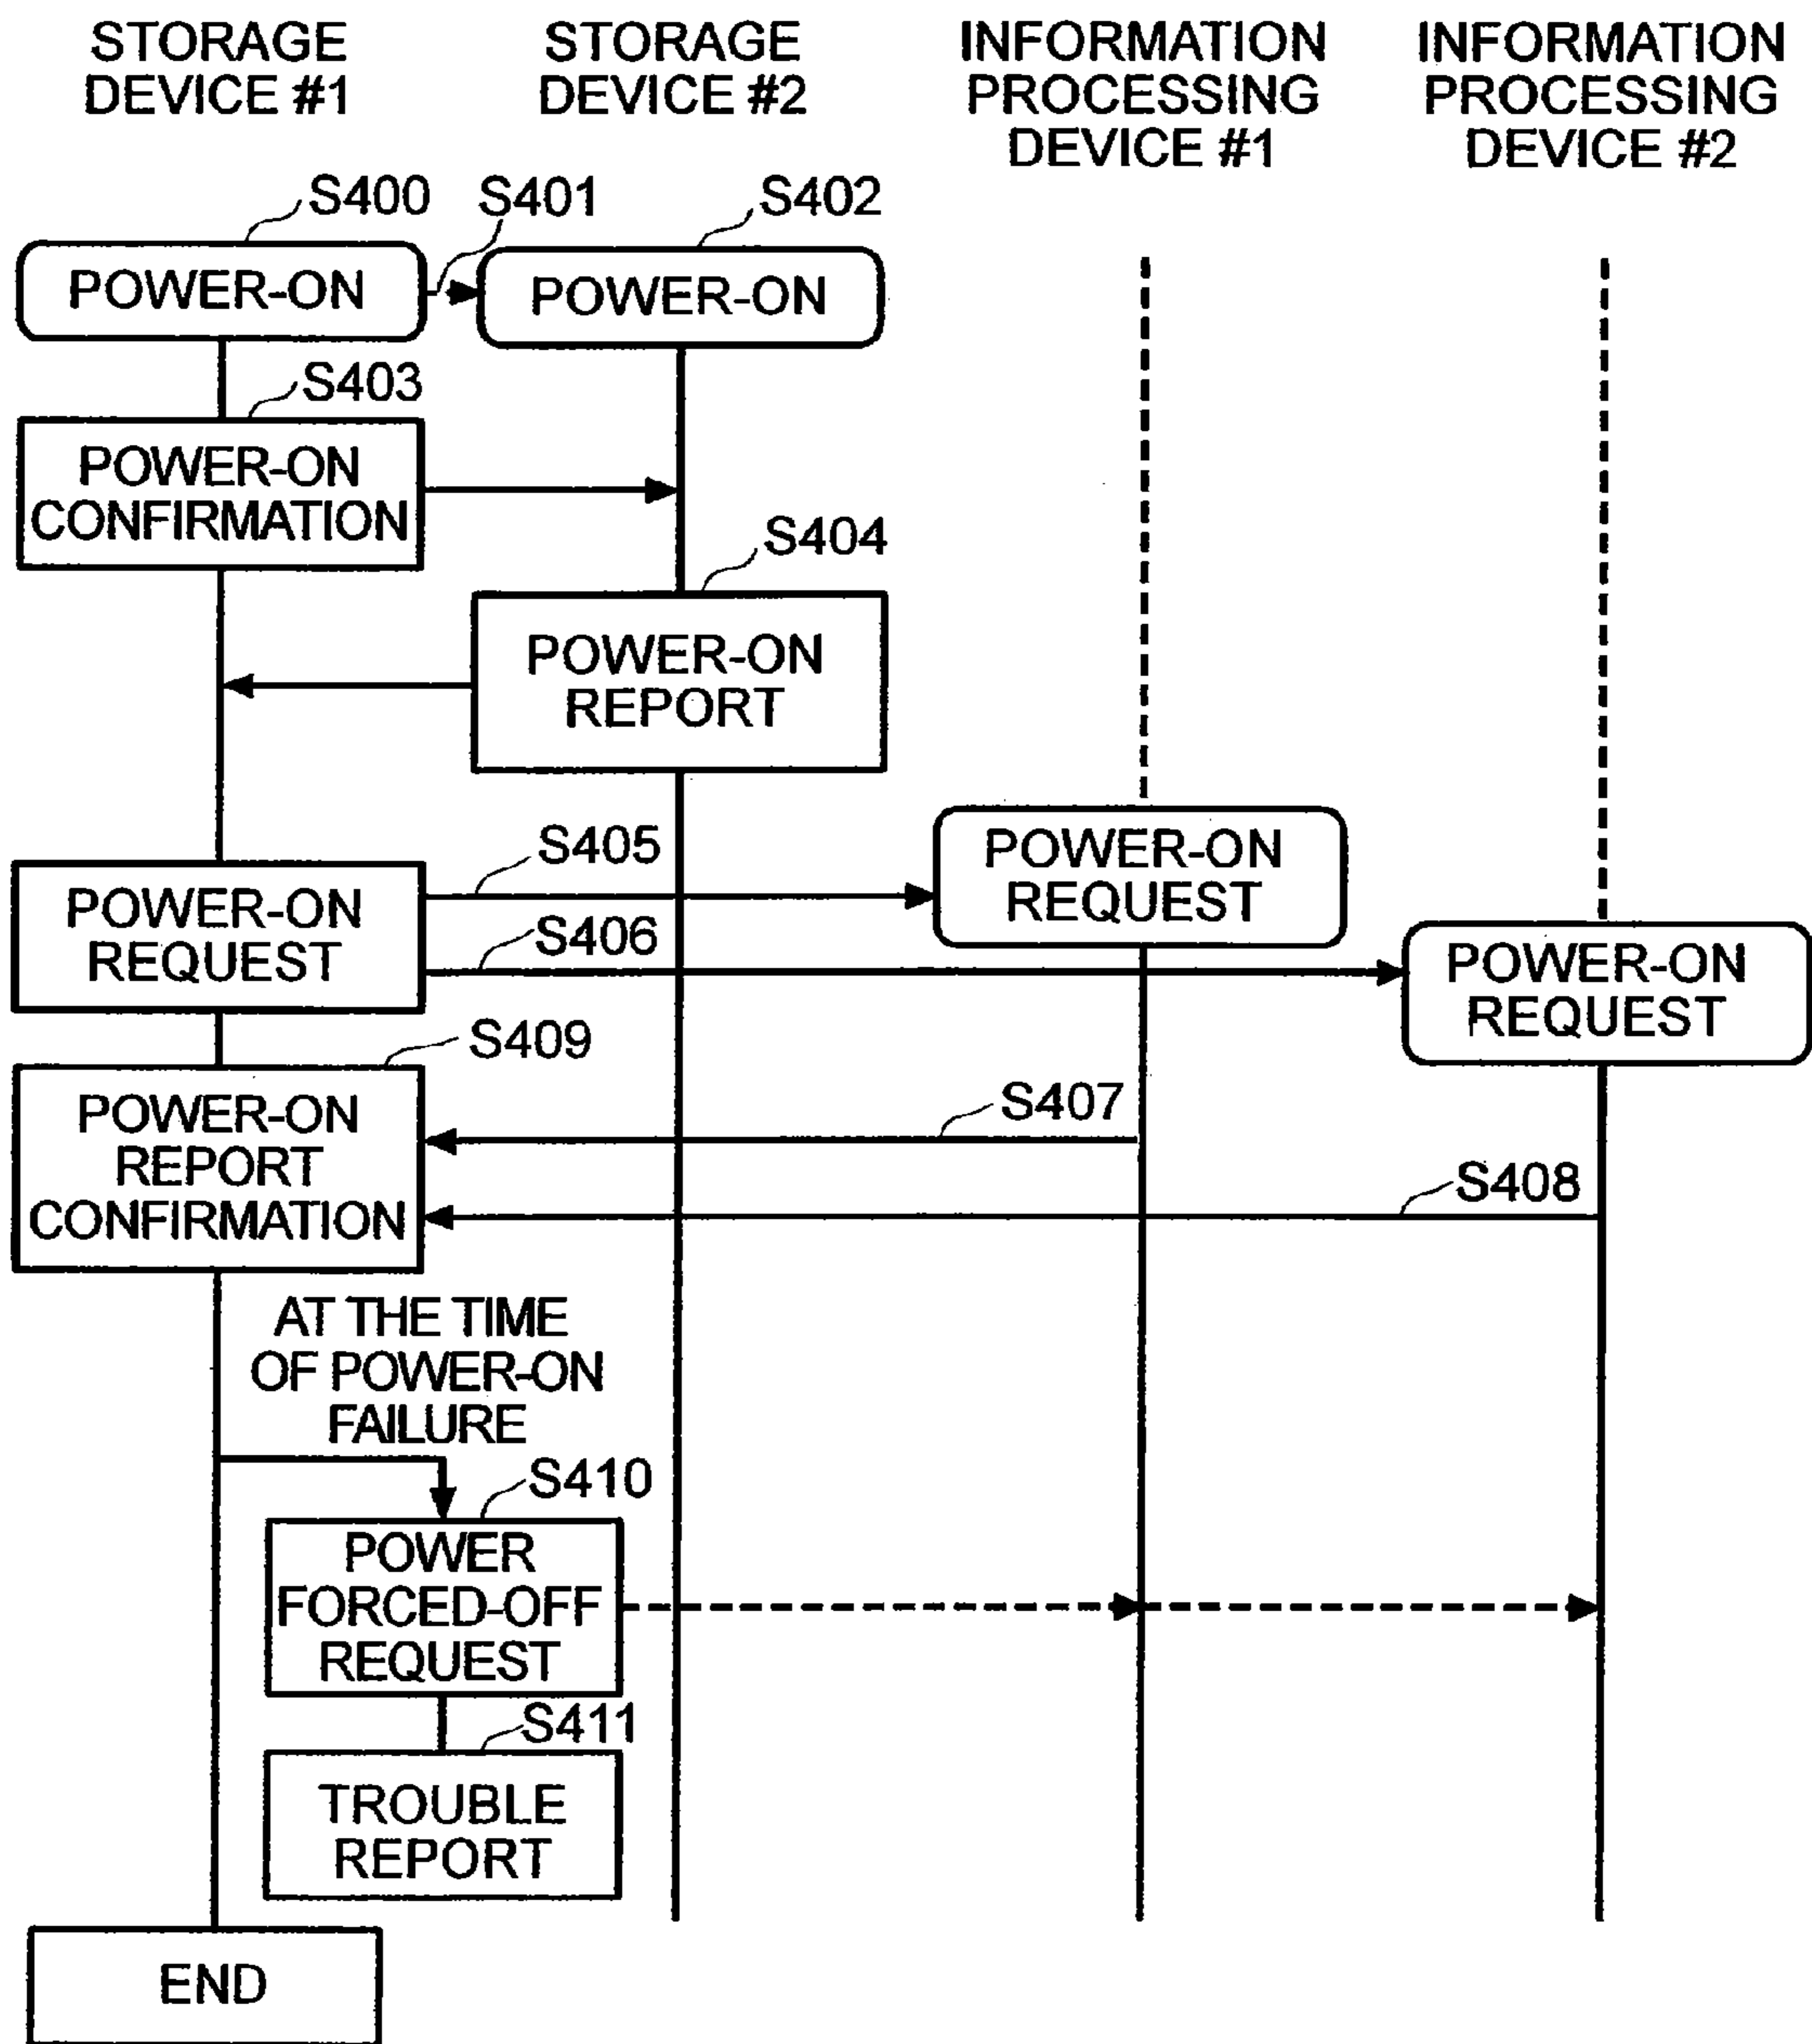 STORAGE
DEVICE #1
STORAGE
DEVICE #2
INFORMATION
PROCESSING
DEVICE #1
INFORMATION
PROCESSING
DEVICE #2
S400
S401
S402
POWER-ON
POWER-ON
S403
POWER-ON
CONFIRMATION
S404
POWER-ON
REPORT
S405
POWER-ON
REQUEST
POWER-ON
REQUEST
S406
POWER-ON
REQUEST
S409
POWER-ON
REPORT
CONFIRMATION
S407
S408
AT THE TIME
OF POWER-ON
FAILURE
S410
POWER
FORCED-OFF
REQUEST
S411
TROUBLE
REPORT
END